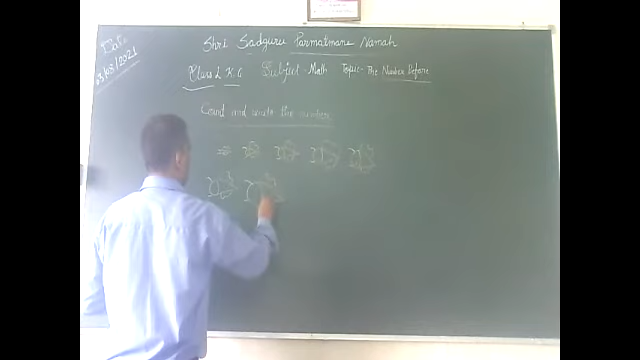 Shri Sadguru Parmatmane Namah
Date
03/05/2021
Class L K G Subject - Math Topic - The Number Before
Count and write the number